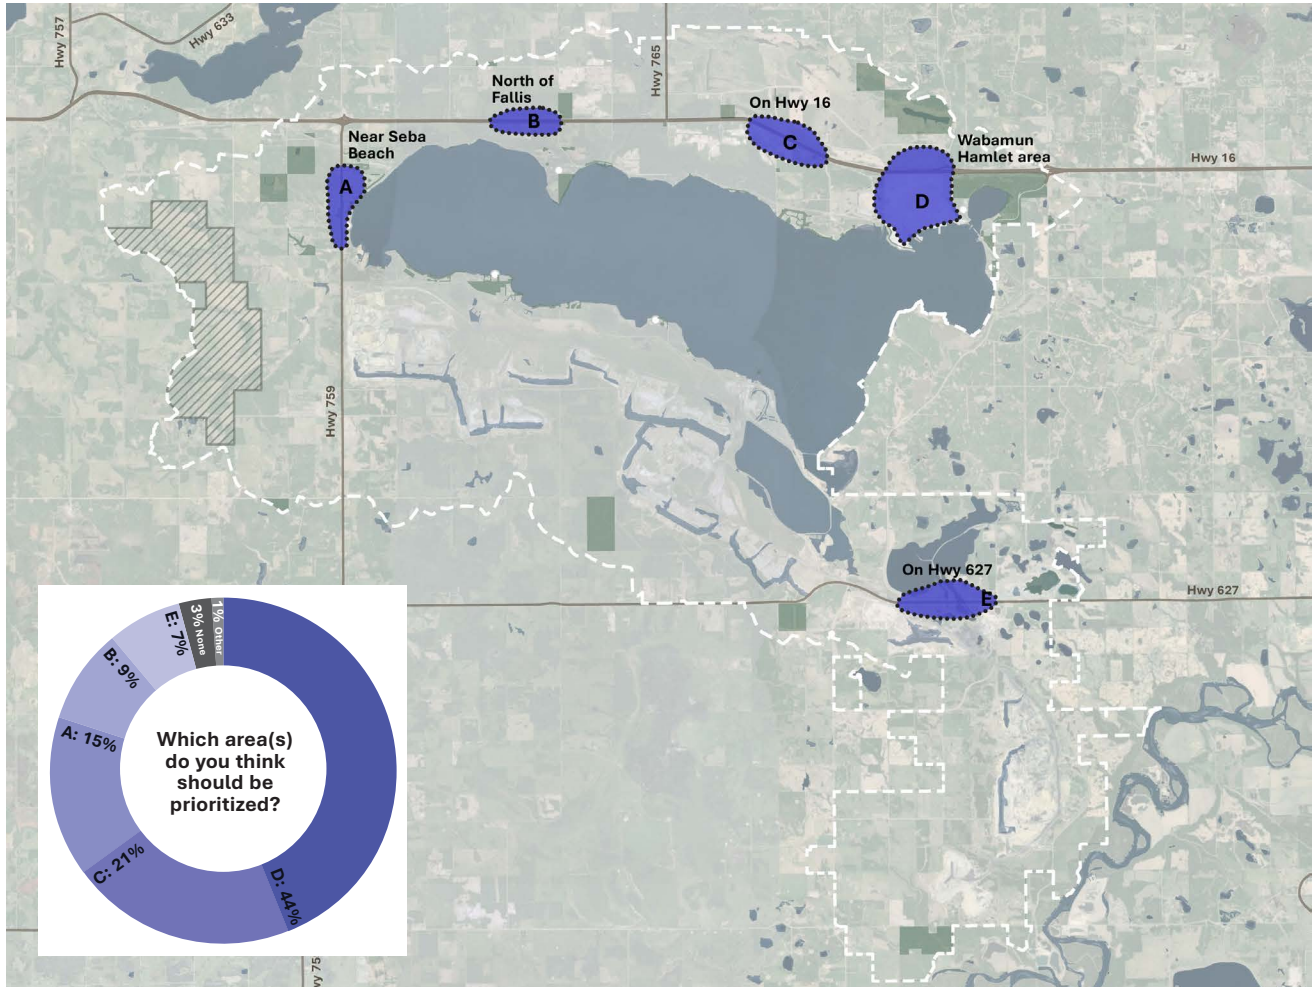 Hwy 757
Hwy 633
Hwy 765
North of
Fallis
B
On Hwy 16
C
Near Seba
Beach
A
Wabamun
Hamlet area
D
Hwy 16
Hwy 759
On Hwy 627
E
Hwy 627
Which area(s)
do you think
should be
prioritized?
D: 44%
C: 21%
A: 15%
B: 9%
E: 7%
3% None
1% Other